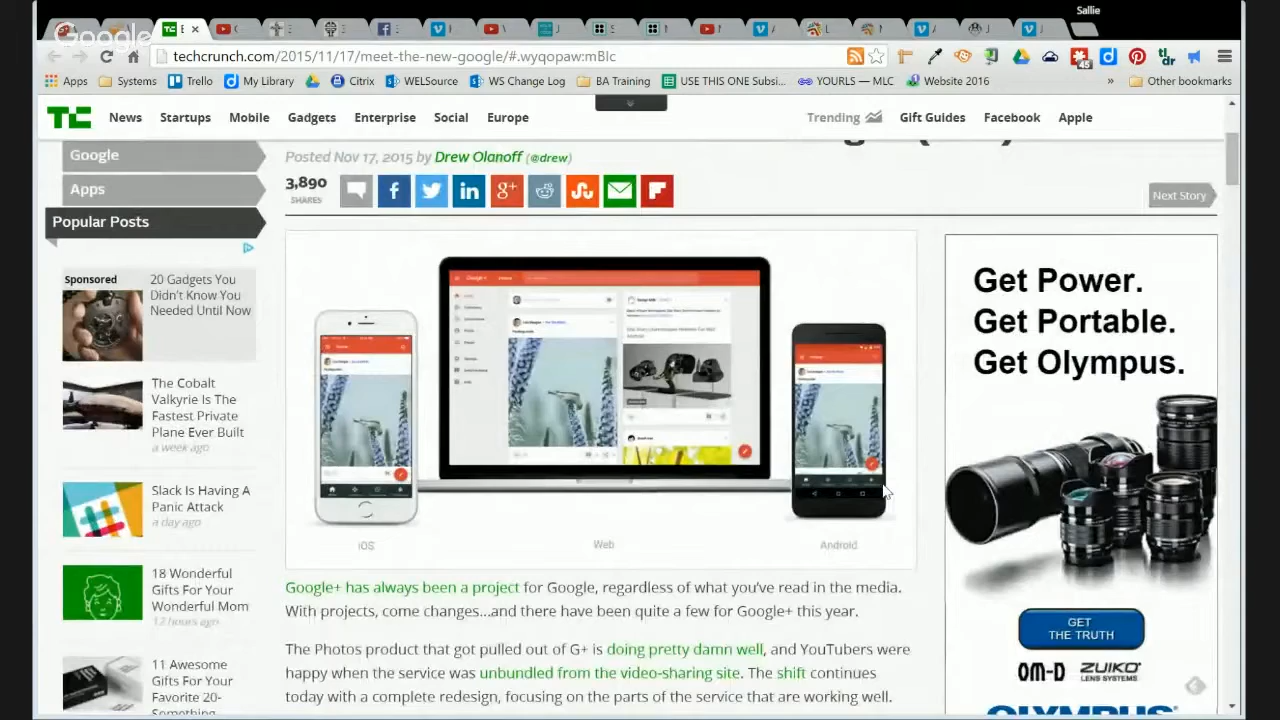 Sallie
Google
techcrunch.com/2015/11/17/meet-the-new-google/#.wyqopaw:mBIc
Apps Systems Trello My Library Citrix WELSource WS Change Log BA Training USE THIS ONE!.Busi... YOURLS — MLC Website 2016 » Other bookmarks
TC News Startups Mobile Gadgets Enterprise Social Europe Trending Gift Guides Facebook Apple
Google
Apps
Popular Posts
Posted Nov 17, 2015 by Drew Olanoff (@drew)
3,890
SHARES
Next Story
Sponsored
20 Gadgets You
Didn't Know You
Needed Until Now
The Cobalt
Valkyrie Is The
Fastest Private
Plane Ever Built
a week ago
Slack Is Having A
Panic Attack
a day ago
18 Wonderful
Gifts For Your
Wonderful Mom
12 hours ago
11 Awesome
Gifts For Your
Favorite 20-
Something
iOS
Web
Android
Google+ has always been a project for Google, regardless of what you've read in the media.
With projects, come changes...and there have been quite a few for Google+ this year.
The Photos product that got pulled out of G+ is doing pretty damn well, and YouTubers were
happy when the service was unbundled from the video-sharing site. The shift continues
today with a complete redesign, focusing on the parts of the service that are working well.
Get Power.
Get Portable.
Get Olympus.
GET
THE TRUTH
OM-D ZUIKO
LENS SYSTEMS
OLYMPUS